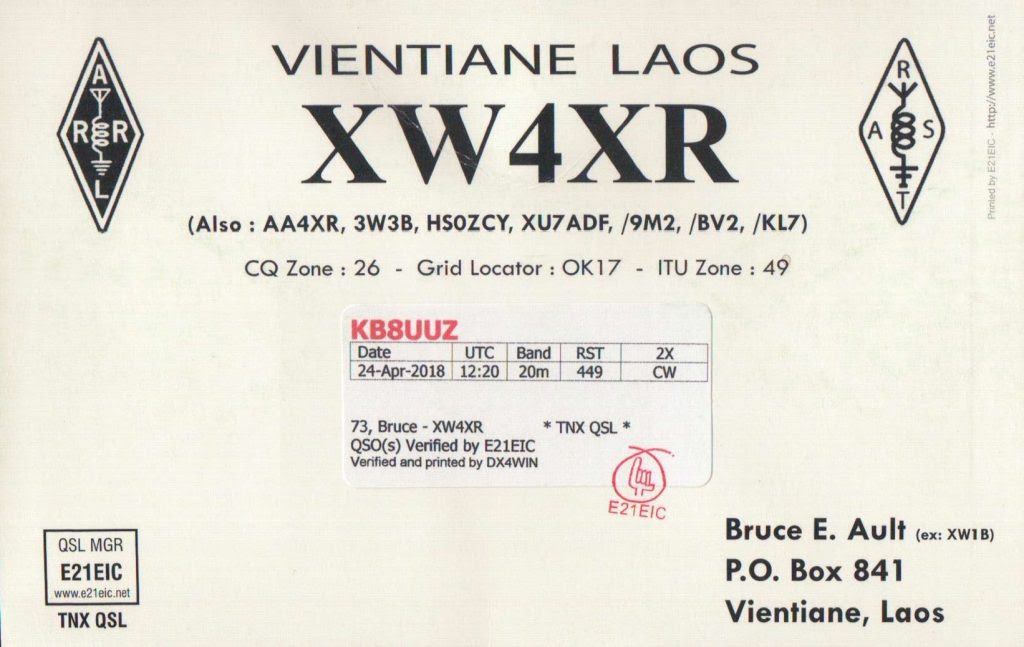 VIENTIANE LAOS
XW4XR
A
R R
L
R
A S
T
(Also : AA4XR, 3W3B, HS0ZCY, XU7ADF, /9M2, /BV2, /KL7)
CQ Zone : 26 - Grid Locator : OK17 - ITU Zone : 49
Printed by E21EIC - http://www.e21eic.net
KB8UUZ
Date UTC Band RST 2X
24-Apr-2018 12:20 20m 449 CW
73, Bruce - XW4XR * TNX QSL *
QSO(s) Verified by E21EIC
Verified and printed by DX4WIN
E21EIC
QSL MGR
E21EIC
www.e21eic.net
TNX QSL
Bruce E. Ault (ex: XW1B)
P.O. Box 841
Vientiane, Laos